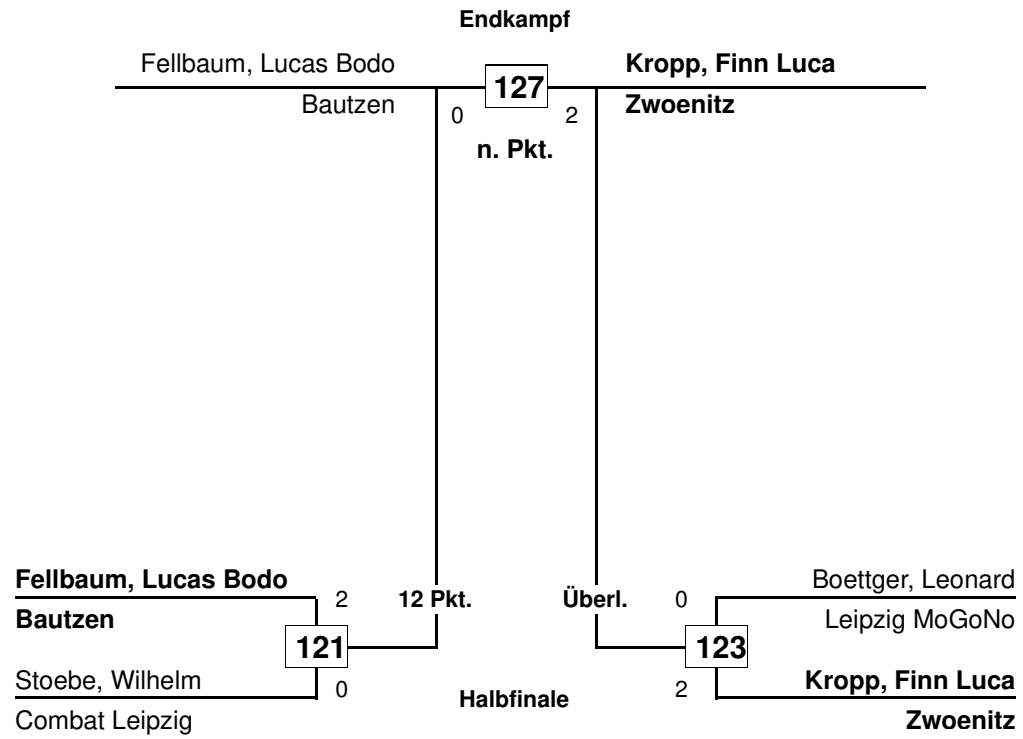 Endkampf
Fellbaum, Lucas Bodo
Bautzen
0
127
2
n. Pkt.
Kropp, Finn Luca
Zwoenitz
Fellbaum, Lucas Bodo
Bautzen
2
12 Pkt.
121
Stoebe, Wilhelm
Combat Leipzig
0
Halbfinale
Überl.
0
Boettger, Leonard
Leipzig MoGoNo
123
2
Kropp, Finn Luca
Zwoenitz